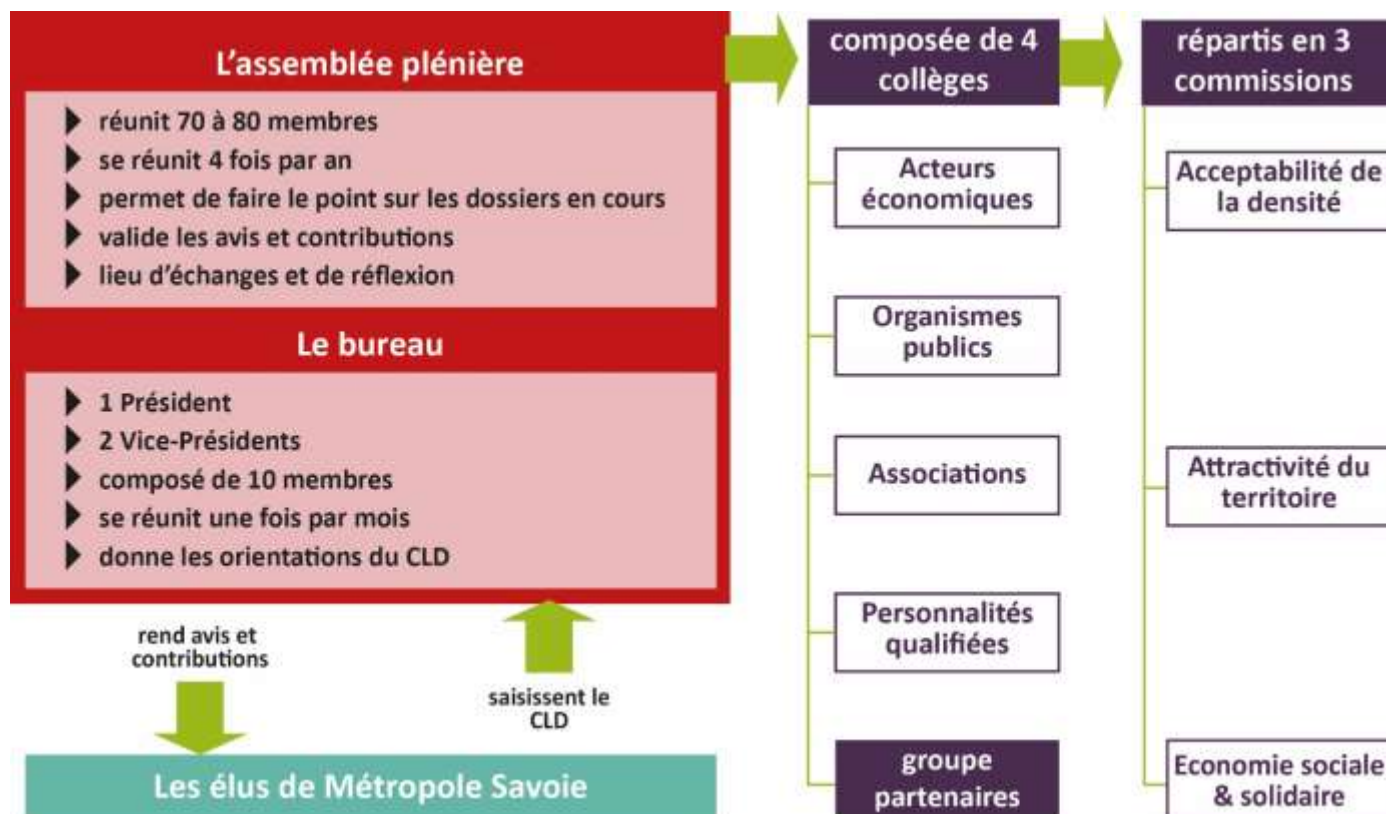 L'assemblée plénière
réunit 70 à 80 membres
se réunit 4 fois par an
permet de faire le point sur les dossiers en cours
valide les avis et contributions
lieu d'échanges et de réflexion
Le bureau
1 Président
2 Vice-Présidents
composé de 10 membres
se réunit une fois par mois
donne les orientations du CLD
rend avis et
contributions
saisissent le
CLD
Les élus de Métropole Savoie
composée de 4
collèges
Acteurs
économiques
Organismes
publics
Associations
Personnalités
qualifiées
groupe
partenaires
répartis en 3
commissions
Acceptabilité de
la densité
Attractivité du
territoire
Economie sociale
& solidaire